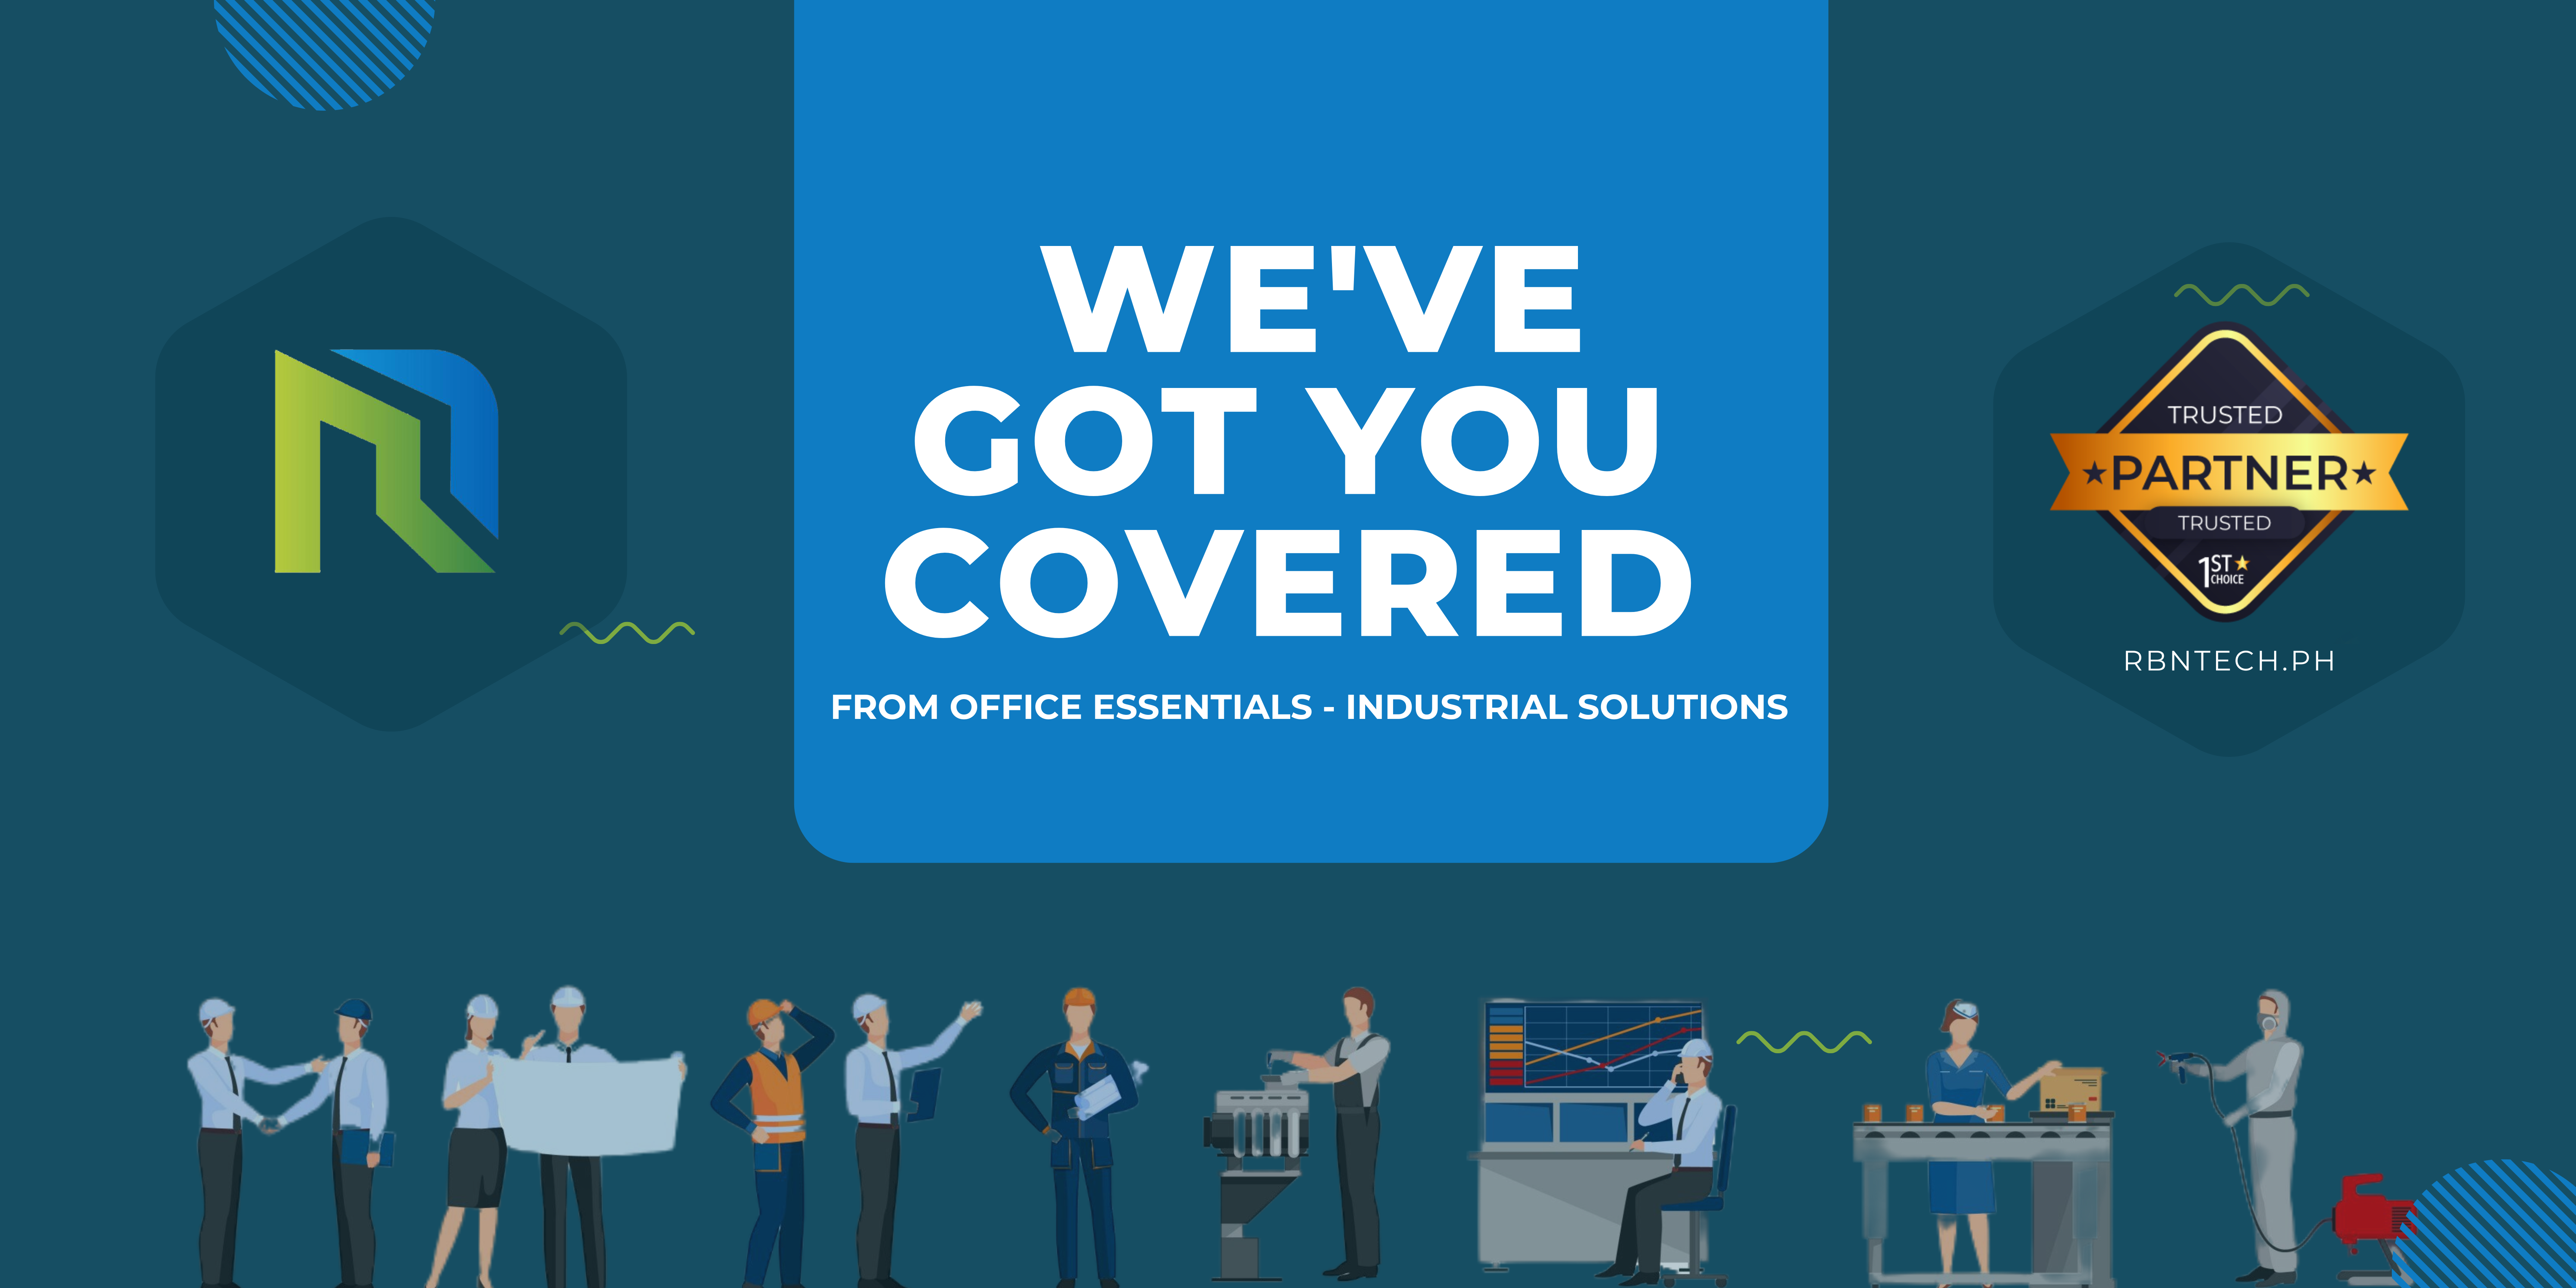 WE'VE
GOT YOU
COVERED
FROM OFFICE ESSENTIALS - INDUSTRIAL SOLUTIONS
TRUSTED
★PARTNER★
TRUSTED
1ST★
CHOICE
RBNTECH.PH